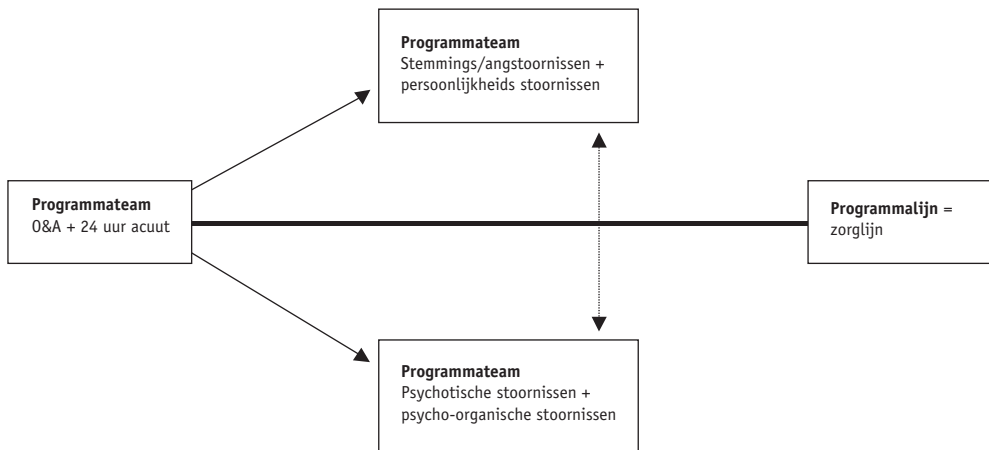 Programmateam
Stemmings/angstoornissen +
persoonlijkheids stoornissen
Programmateam
O&A + 24 uur acuut
Programmalijn =
zorglijn
Programmateam
Psychotische stoornissen +
psycho-organische stoornissen